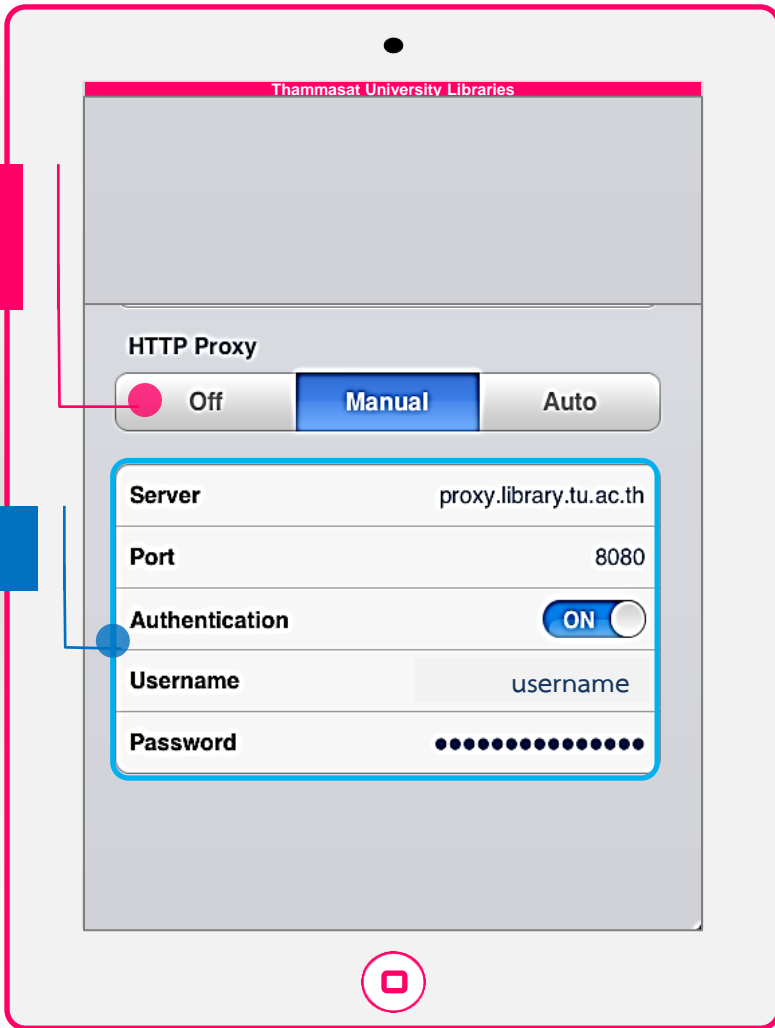 Thammasat University Libraries
HTTP Proxy
Off Manual Auto
Server proxy.library.tu.ac.th
Port 8080
Authentication ON
Username username
Password ●●●●●●●●●●●●●●●